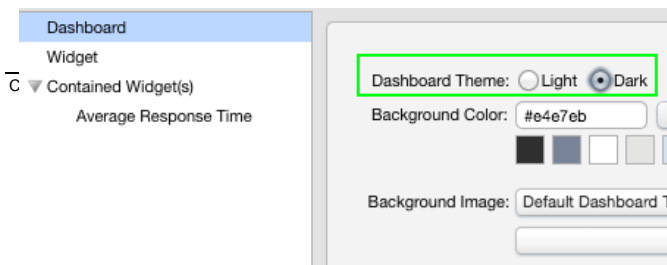 Dashboard
Widget
Contained Widget(s)
Average Response Time
Dashboard Theme: Light Dark
Background Color: #e4e7eb
Background Image: Default Dashboard